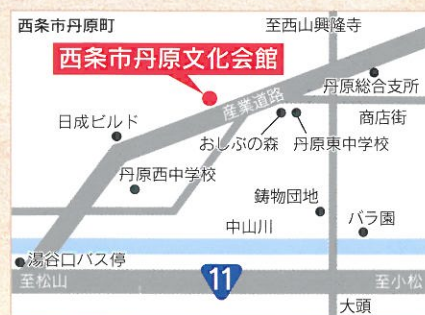 西条市丹原町
至西山興隆寺
西条市丹原文化会館
丹原総合支所
産業道路
商店街
日成ビルド
おしぶの森
丹原東中学校
丹原西中学校
鋳物団地
中山川
バラ園
湯谷口バス停
至松山
11
至小松
大頭